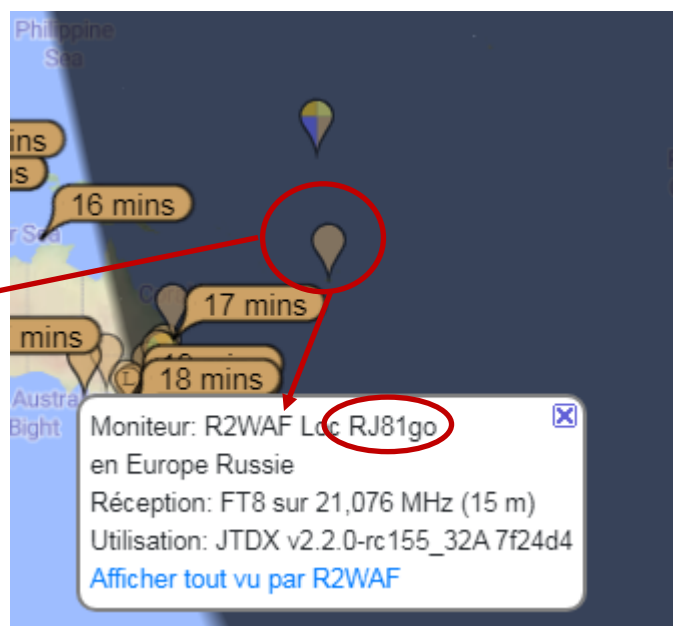 Philippine
Sea
ins
s
16 mins
r Sea
17 mins
mins
18 mins
L
Austra
Bight
Moniteur: R2WAF Loc RJ81go
en Europe Russie
Réception: FT8 sur 21,076 MHz (15 m)
Utilisation: JTDX v2.2.0-rc155_32A 7f24d4
Afficher tout vu par R2WAF